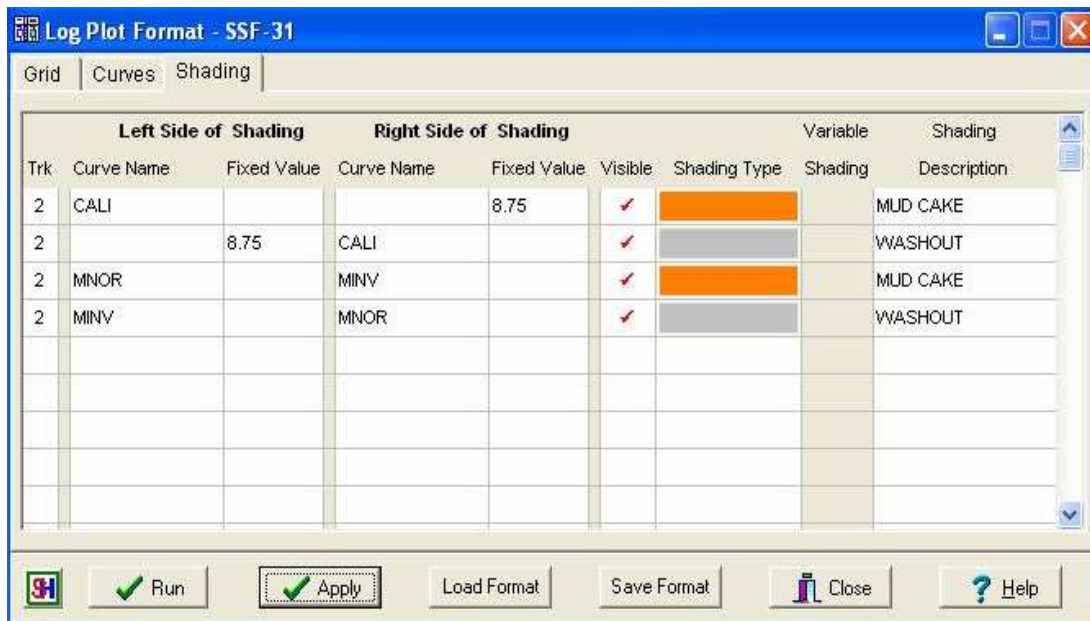 Log Plot Format - SSF-31
Grid Curves Shading
Left Side of Shading Right Side of Shading Variable Shading
Trk Curve Name Fixed Value Curve Name Fixed Value Visible Shading Type Shading Description
2 CALI 8.75 ✓ MUD CAKE
2 8.75 CALI ✓ WASHOUT
2 MNOR MINV ✓ MUD CAKE
2 MINV MNOR ✓ WASHOUT
SH Run Apply Load Format Save Format Close ? Help